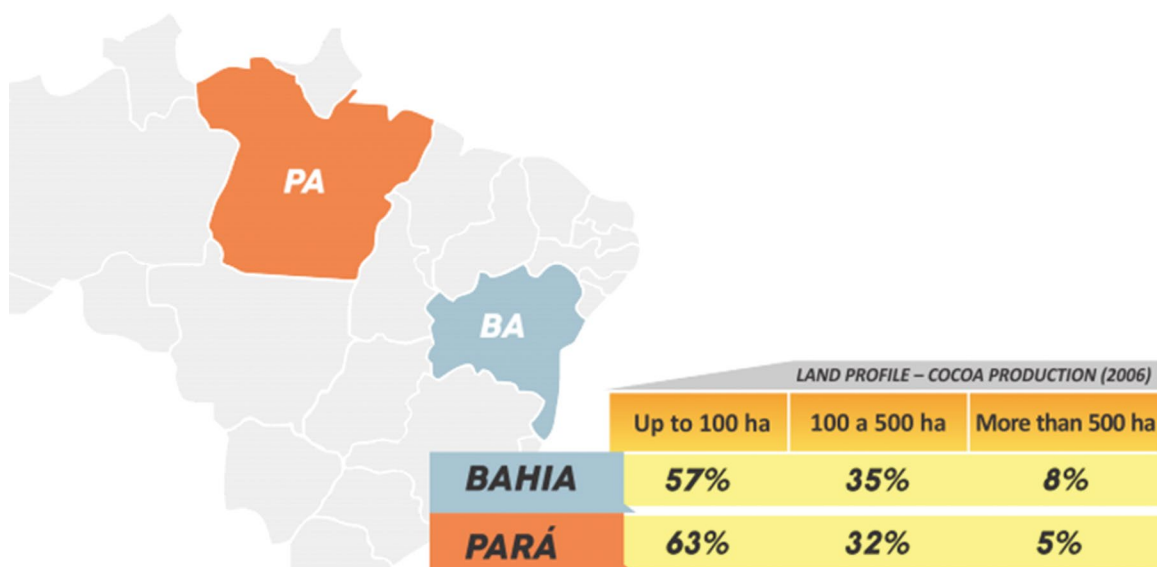 PA
BA
LAND PROFILE – COCOA PRODUCTION (2006)
Up to 100 ha 100 a 500 ha More than 500 ha
BAHIA 57% 35% 8%
PARÁ 63% 32% 5%